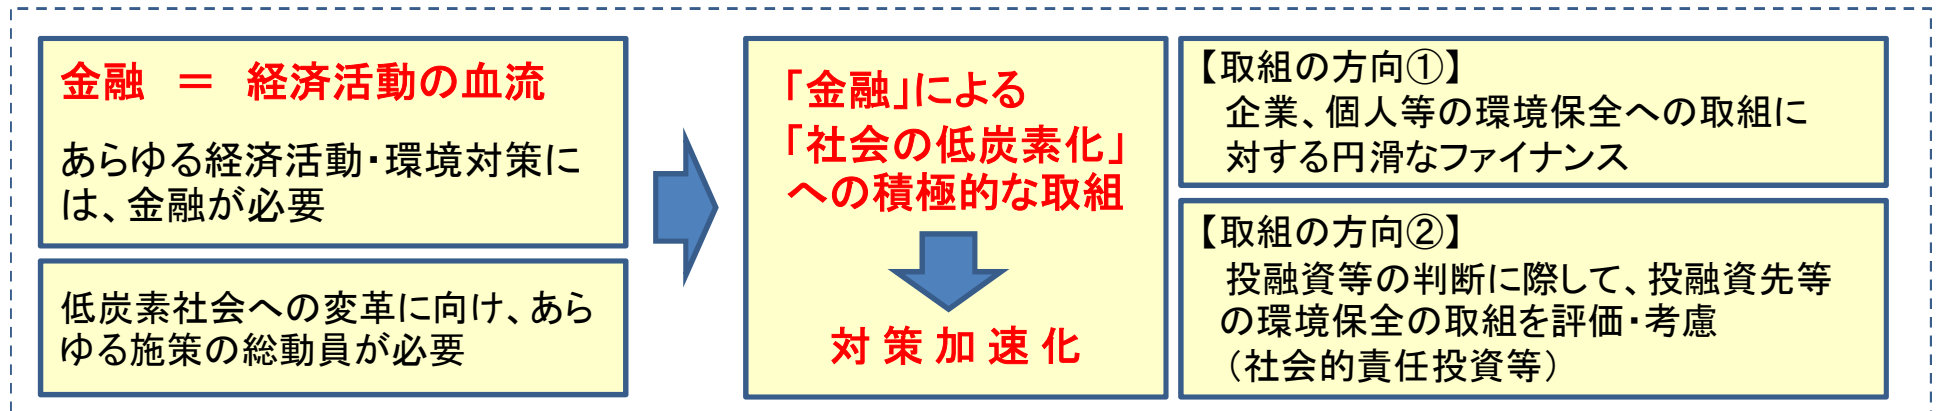 金融 ＝ 経済活動の血流
あらゆる経済活動・環境対策に
は、金融が必要
低炭素社会への変革に向け、あら
ゆる施策の総動員が必要
「金融」による
「社会の低炭素化」
への積極的な取組
対策加速化
【取組の方向①】
企業、個人等の環境保全への取組に
対する円滑なファイナンス
【取組の方向②】
投融資等の判断に際して、投融資先等
の環境保全の取組を評価・考慮
（社会的責任投資等）